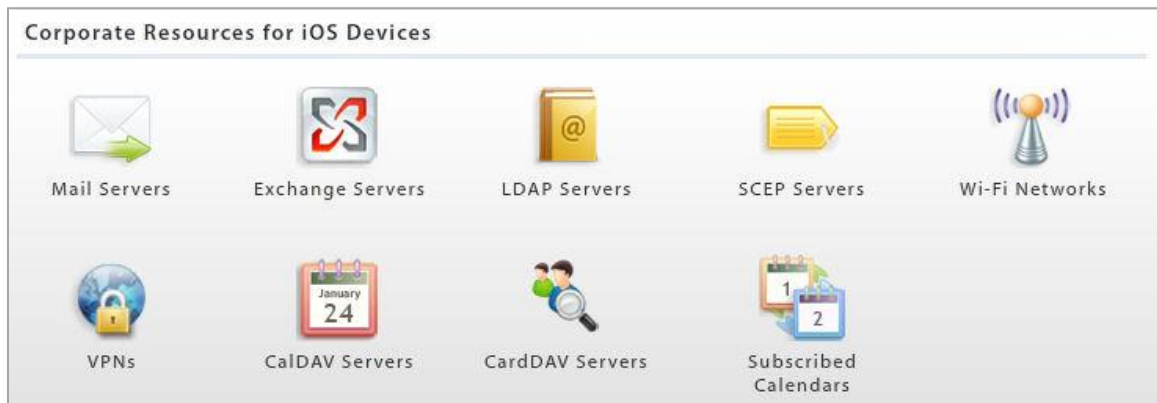 Corporate Resources for iOS Devices
@
Mail Servers
Exchange Servers
LDAP Servers
SCEP Servers
Wi-Fi Networks
January
24
1
2
VPNs
CalDAV Servers
CardDAV Servers
Subscribed
Calendars